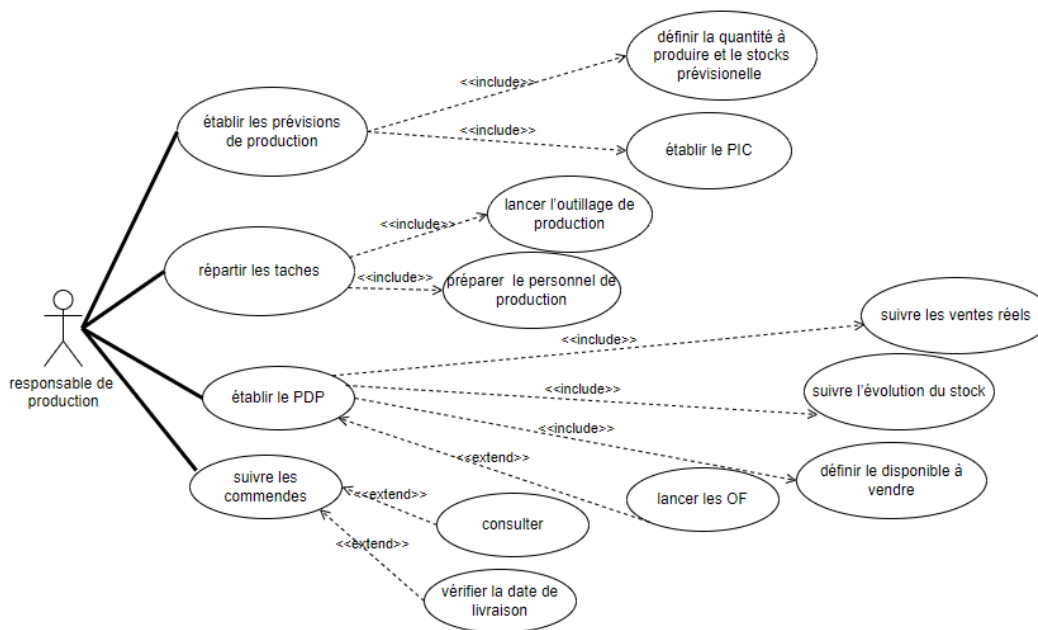 définir la quantité à
produire et le stocks
prévisionelle
<<include>>
établir les prévisions
de production
<<include>>
établir le PIC
lancer l'outillage de
production
<<include>>
répartir les taches
<<include>>
préparer le personnel de
production
suivre les ventes réels
<<include>>
responsable de
production
établir le PDP
<<include>>
suivre l'évolution du stock
<<include>>
<<extend>>
définir le disponible à
vendre
suivre les
commendes
<<extend>>
lancer les OF
consulter
<<extend>>
vérifier la date de
livraison